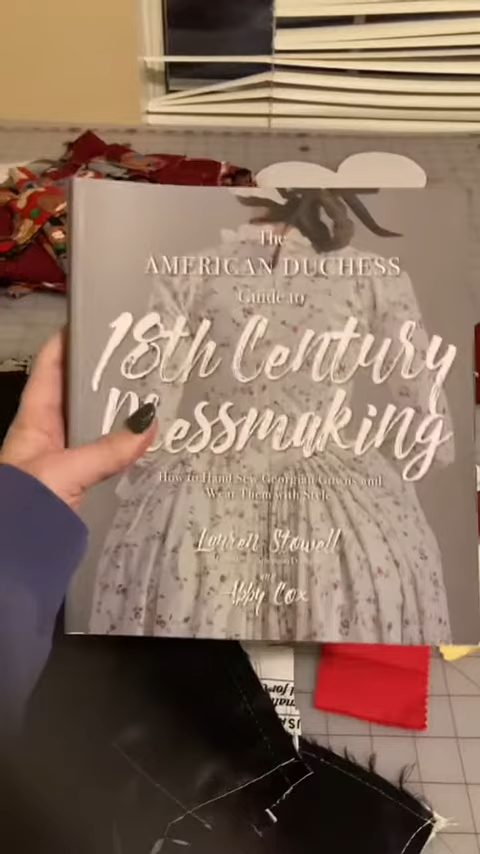 The
AMERICAN DUCHESS
Guide to
18th Century
Dressmaking
How to Hand Sew Georgian Gowns and
Wear Them with Style
Lauren Stowell
and
Abby Cox